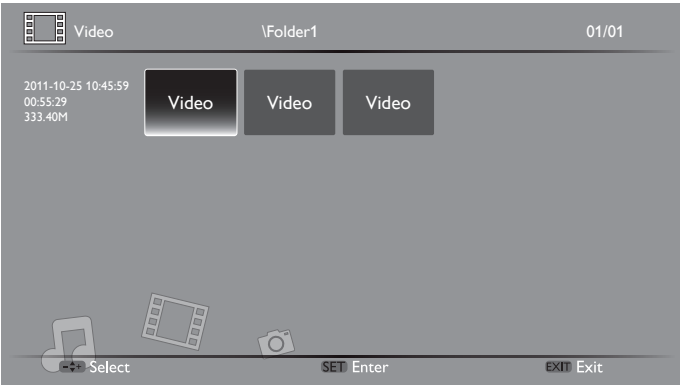 Video \Folder1 01/01
2011-10-25 10:45:59
00:55:29
333.40M
Video Video Video
Select SET Enter EXIT Exit